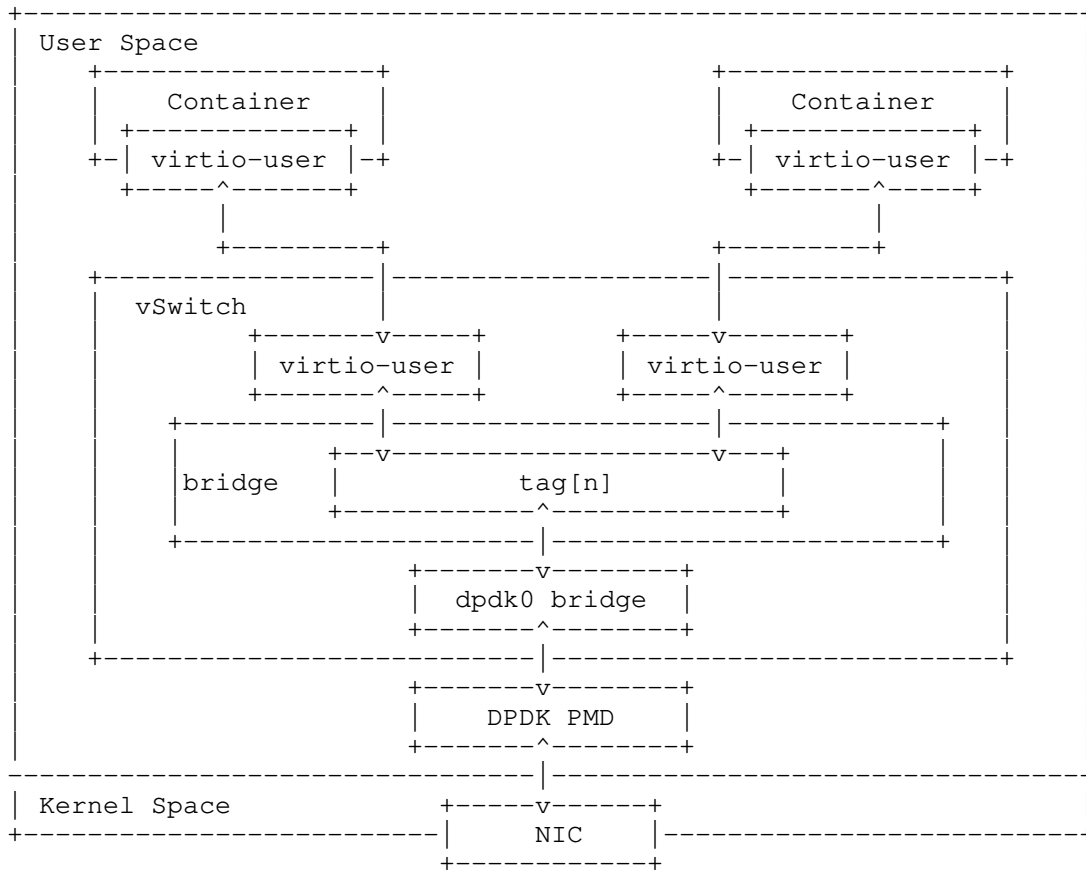 User Space
Container Container
virtio-user virtio-user
vSwitch
virtio-user virtio-user
bridge tag[n]
dpdk0 bridge
DPDK PMD
Kernel Space
NIC